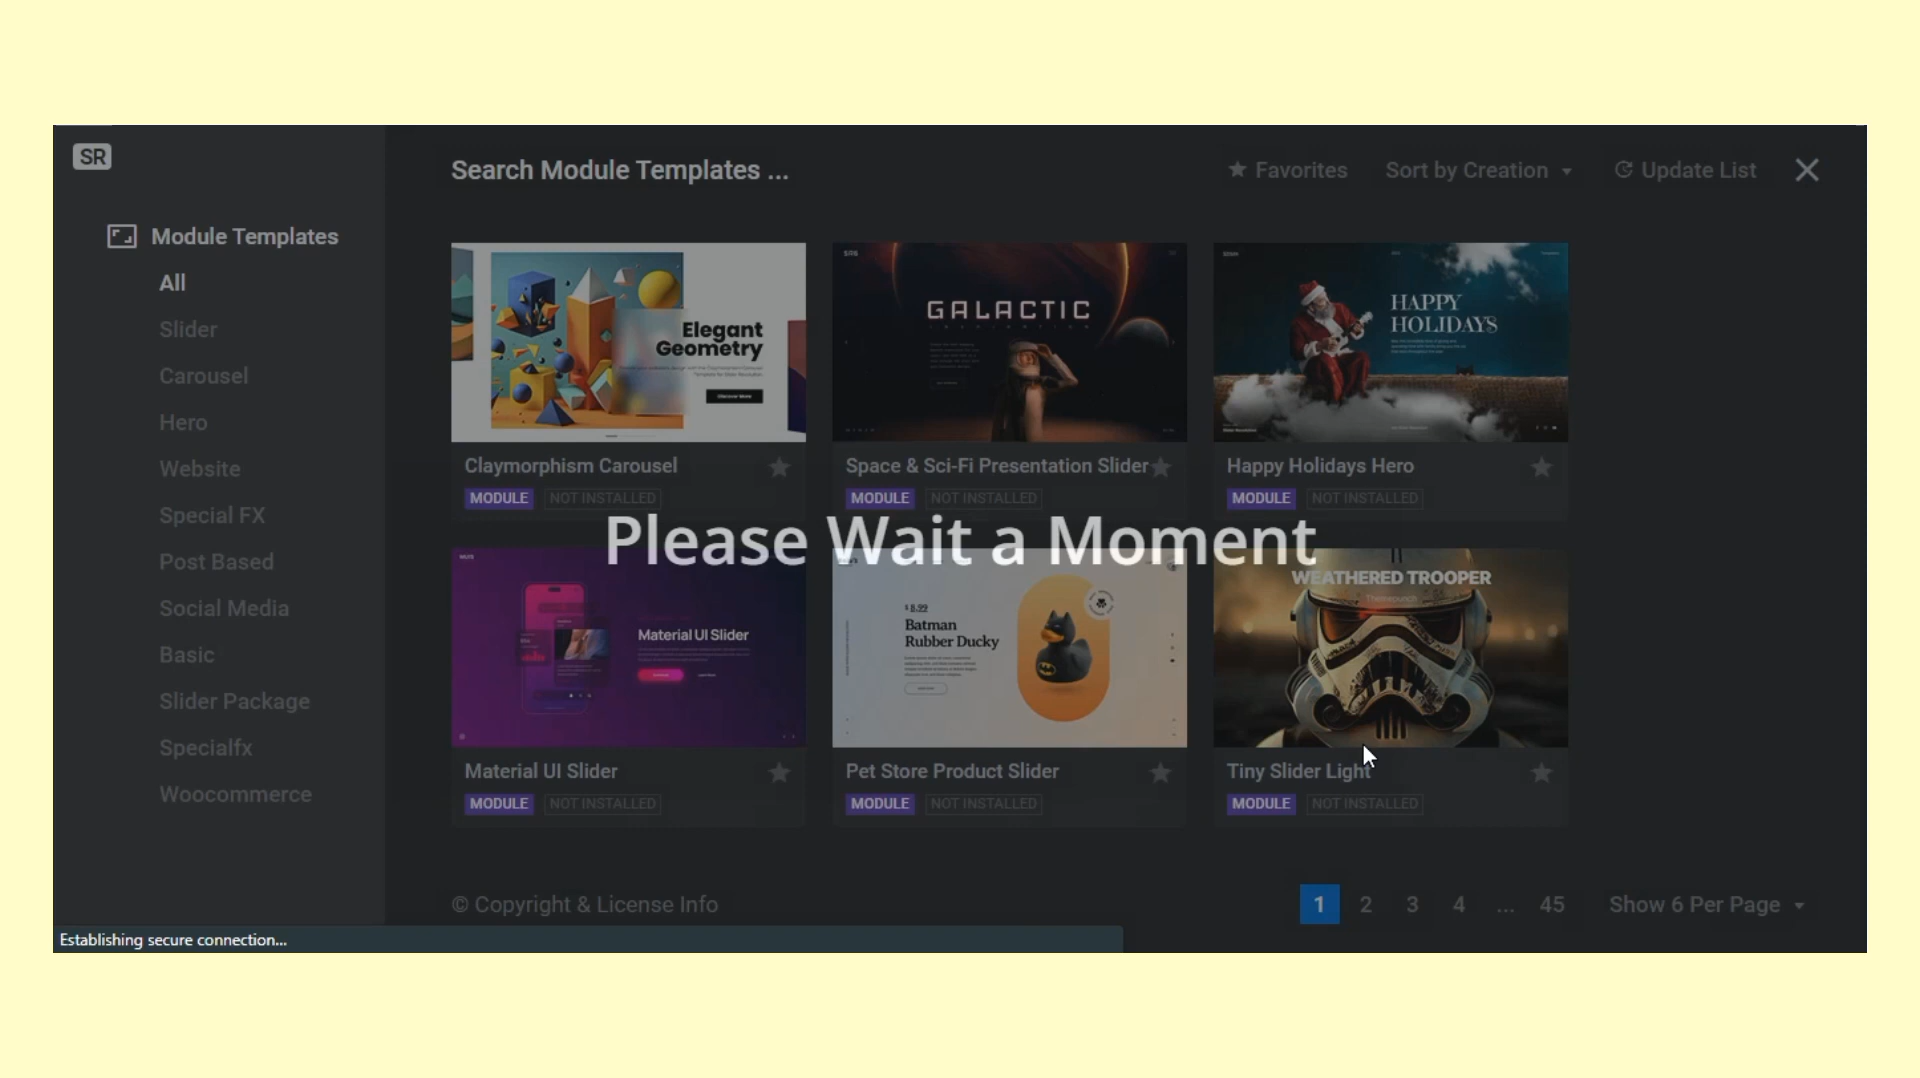 SR
Search Module Templates ...
Favorites
Sort by Creation
Update List
Module Templates
All
Slider
Carousel
Hero
Website
Special FX
Post Based
Social Media
Basic
Slider Package
Specialfx
Woocommerce
Elegant
Geometry
Discover More
Claymorphism Carousel
MODULE NOT INSTALLED
GALACTIC
Space & Sci-Fi Presentation Slider
MODULE NOT INSTALLED
HAPPY
HOLIDAYS
Happy Holidays Hero
MODULE NOT INSTALLED
Please Wait a Moment
Material UI Slider
Material UI Slider
MODULE NOT INSTALLED
$ 8.99
Batman
Rubber Ducky
Pet Store Product Slider
MODULE NOT INSTALLED
WEATHERED TROOPER
Themepunch
Tiny Slider Light
MODULE NOT INSTALLED
© Copyright & License Info
1 2 3 4 ... 45
Show 6 Per Page
Establishing secure connection...